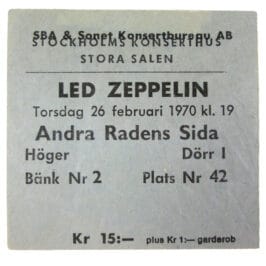 SBA & Sonet Konsertbureau AB
STOCKHOLMS KONSERTHUS
STORA SALEN
LED ZEPPELIN
Torsdag 26 februari 1970 kl. 19
Andra Radens Sida
Höger Dörr 1
Bänk Nr 2 Plats Nr 42
Kr 15:— plus Kr 1:— garderob